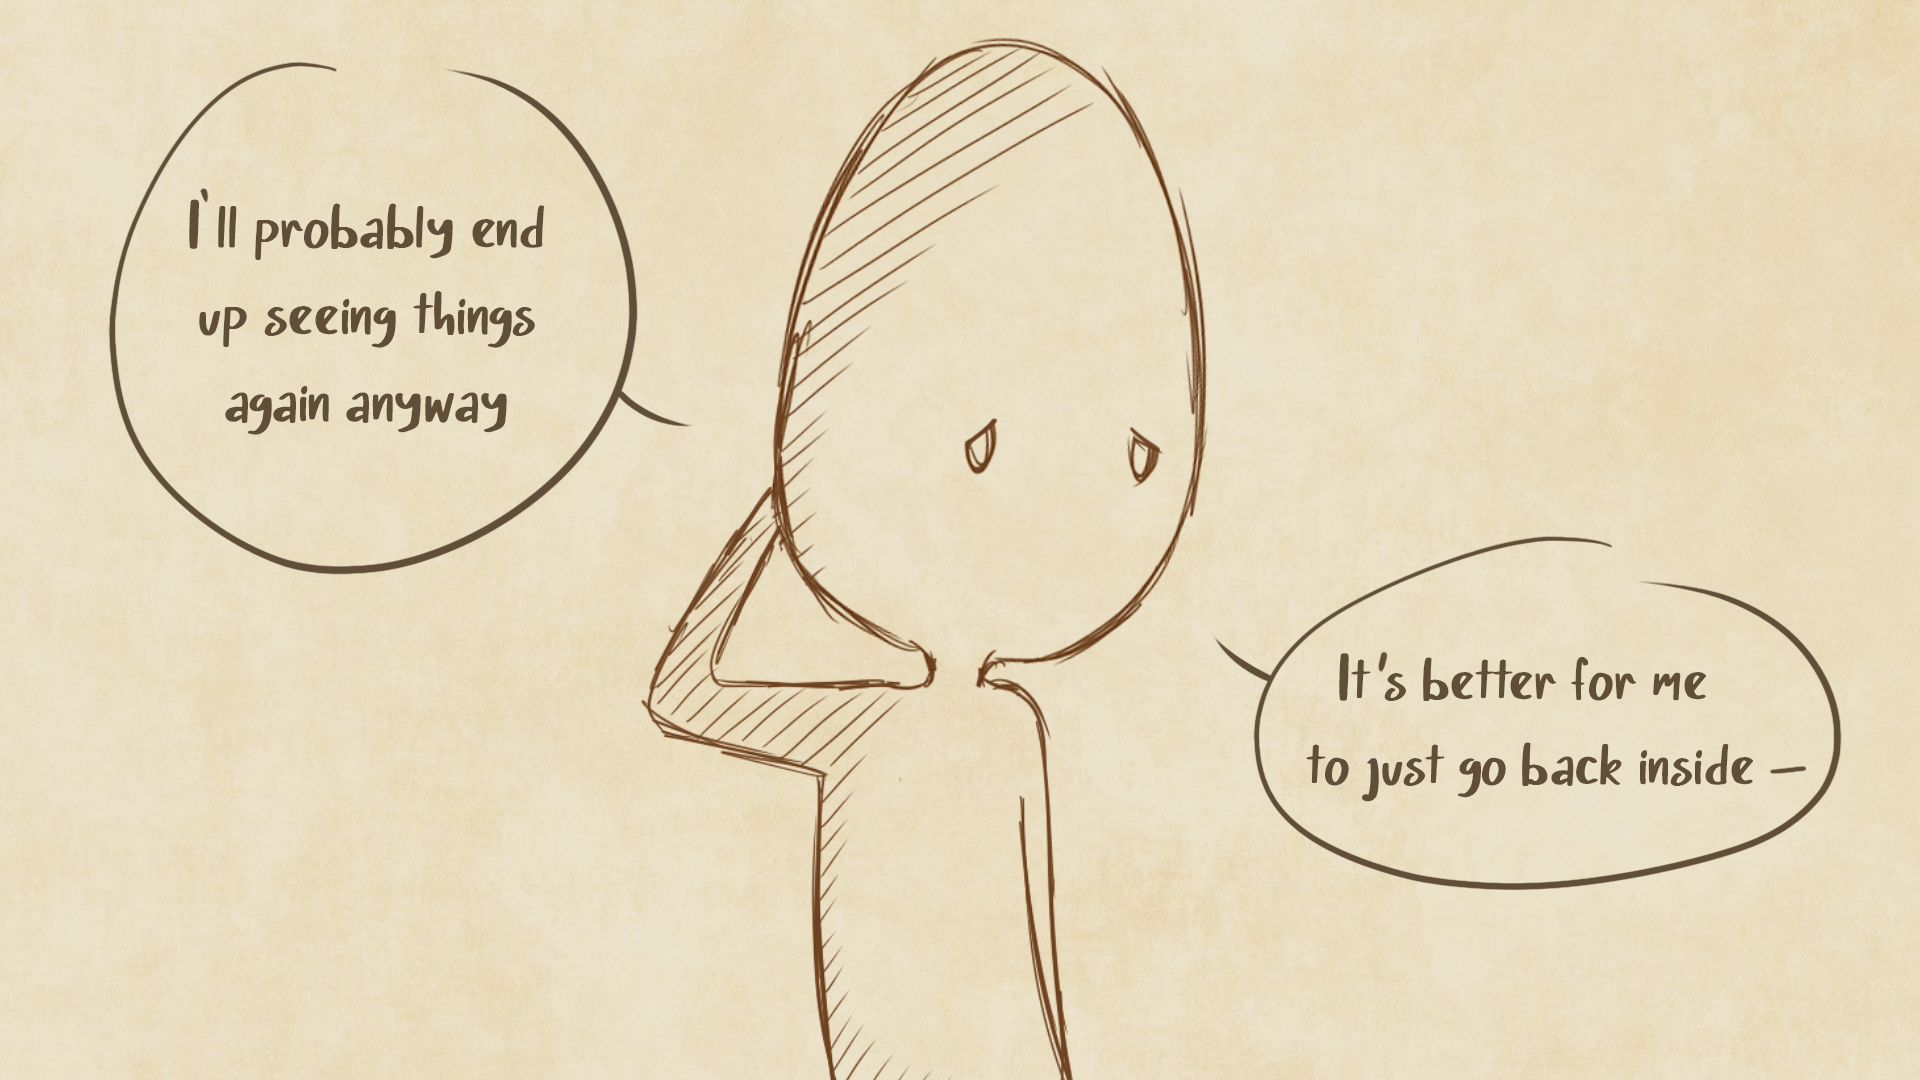 I'll probably end
up seeing things
again anyway
It's better for me
to just go back inside —